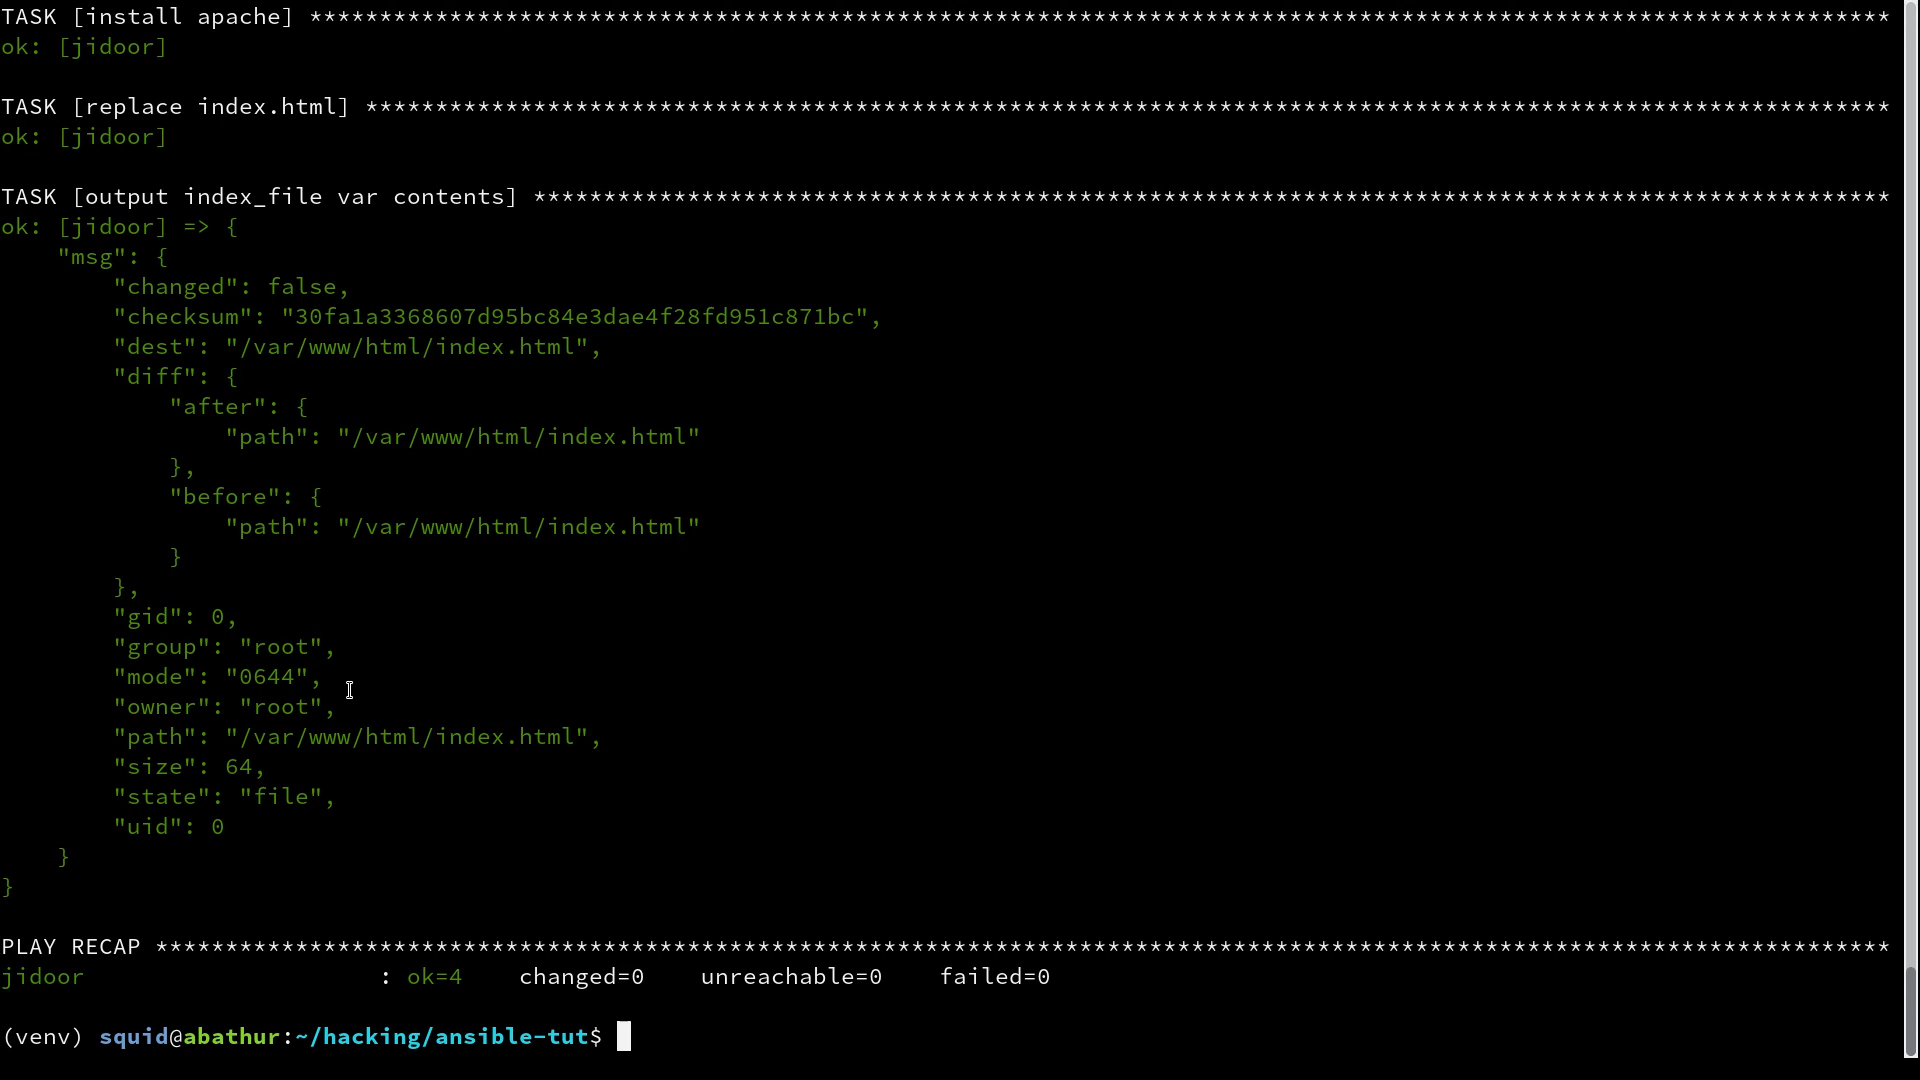 TASK [install apache] *****************************************************************************************************************
ok: [jidoor]

TASK [replace index.html] *************************************************************************************************************
ok: [jidoor]

TASK [output index_file var contents] *************************************************************************************************
ok: [jidoor] => {
    "msg": {
        "changed": false,
        "checksum": "30fa1a3368607d95bc84e3dae4f28fd951c871bc",
        "dest": "/var/www/html/index.html",
        "diff": {
            "after": {
                "path": "/var/www/html/index.html"
            },
            "before": {
                "path": "/var/www/html/index.html"
            }
        },
        "gid": 0,
        "group": "root",
        "mode": "0644",
        "owner": "root",
        "path": "/var/www/html/index.html",
        "size": 64,
        "state": "file",
        "uid": 0
    }
}

PLAY RECAP ****************************************************************************************************************************
jidoor                     : ok=4    changed=0    unreachable=0    failed=0

(venv) squid@abathur:~/hacking/ansible-tut$